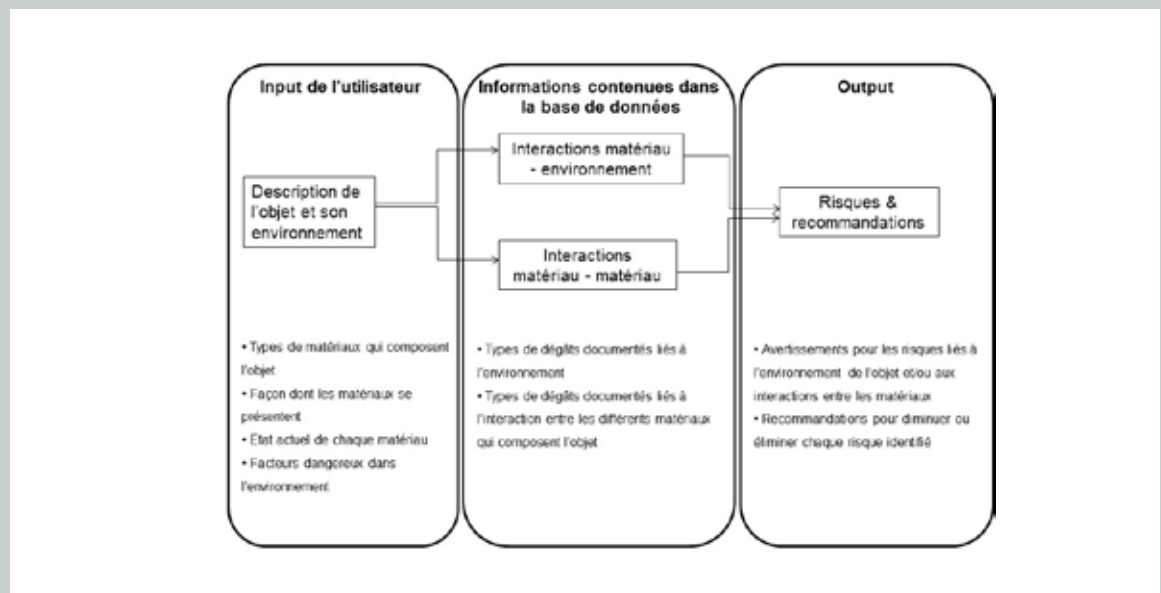 Input de l'utilisateur
Description de
l'objet et son
environnement
• Types de matériaux qui composent
l'objet
• Façon dont les matériaux se
présentent
• Etat actuel de chaque matériau
• Facteurs dangereux dans
l'environnement
Informations contenues dans
la base de données
Interactions matériau
- environnement
Interactions
matériau - matériau
• Types de dégâts documentés liés à
l'environnement
• Types de dégâts documentés liés à
l'interaction entre les différents matériaux
qui composent l'objet
Output
Risques &
recommandations
• Avertissements pour les risques liés à
l'environnement de l'objet et/ou aux
interactions entre les matériaux
• Recommandations pour diminuer ou
éliminer chaque risque identifié